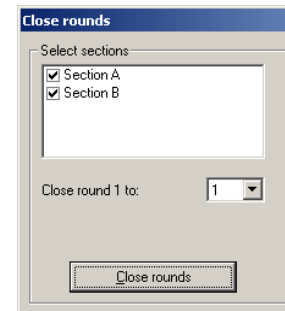 Close rounds
Select sections
Section A
Section B
Close round 1 to: 1
Close rounds